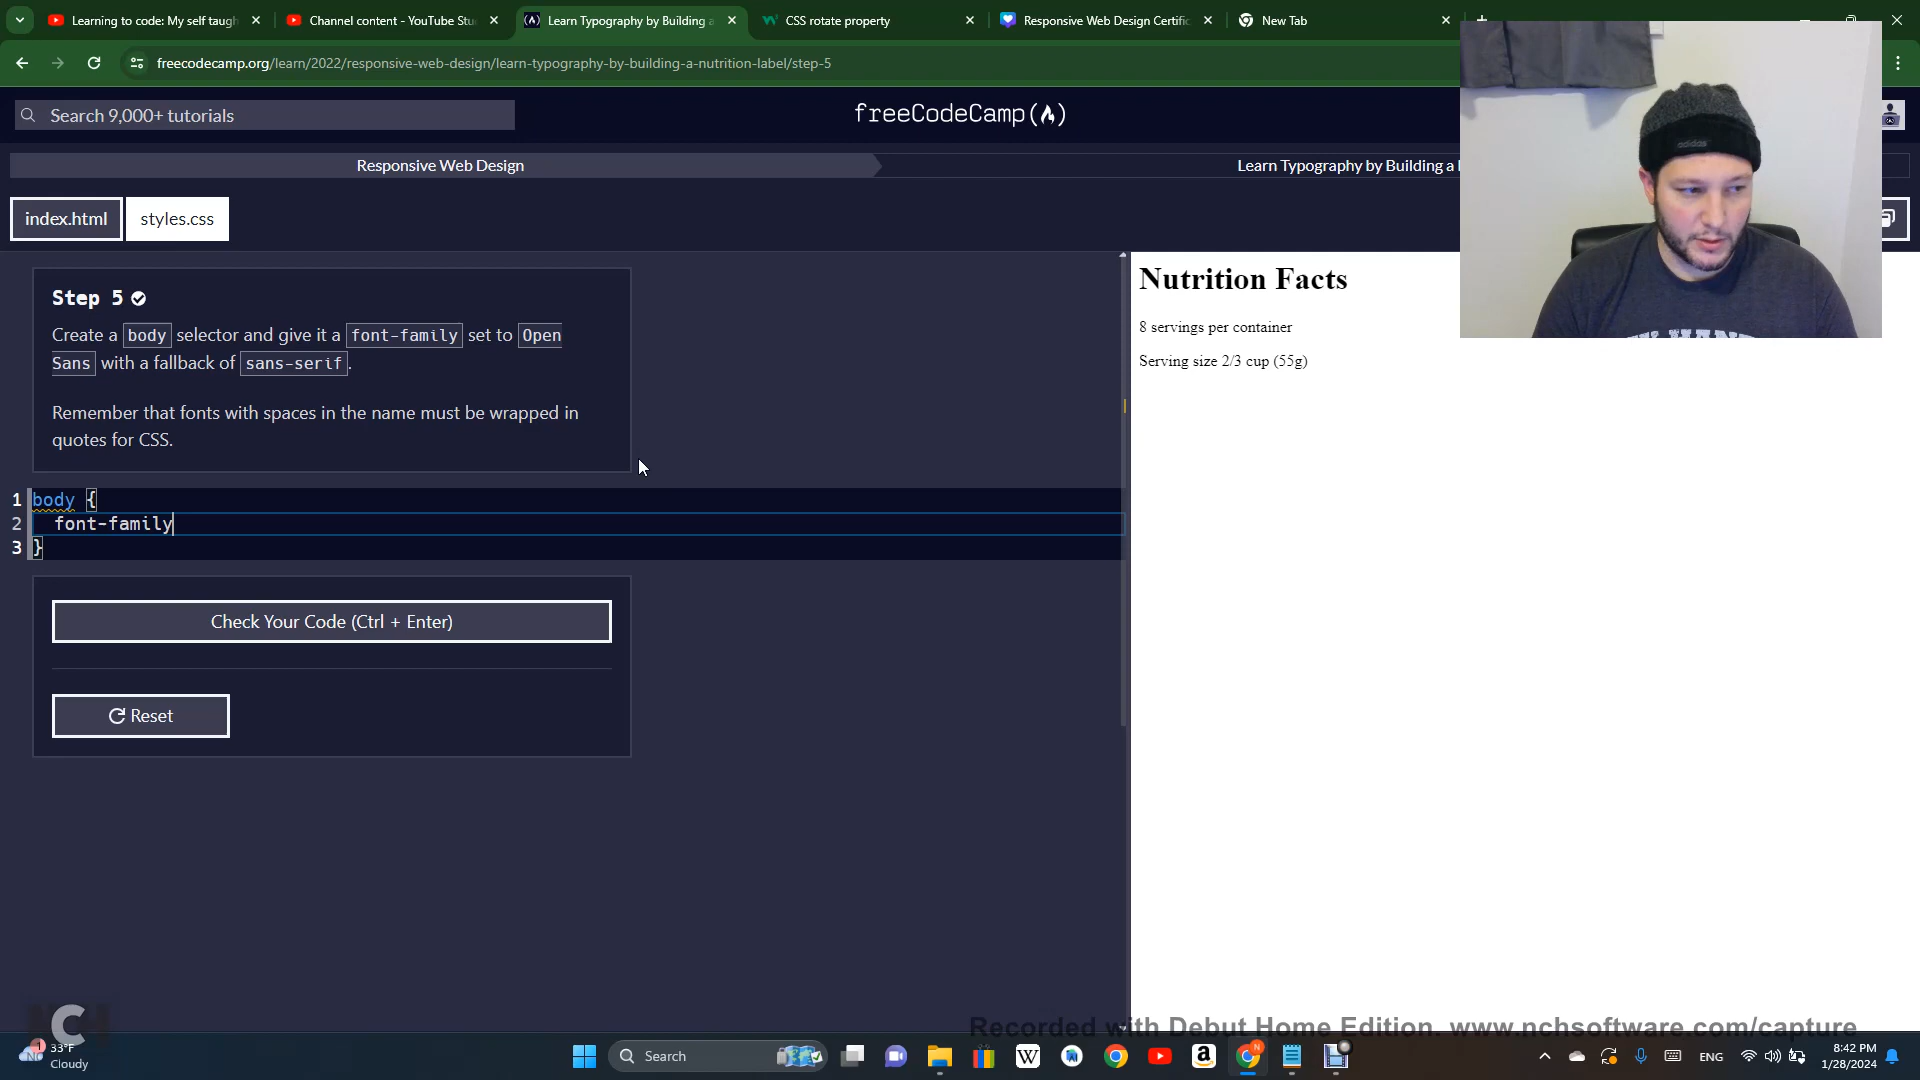 Learning to code: My self taugh
Channel content - YouTube Stu
Learn Typography by Building a
CSS rotate property
Responsive Web Design Certific
New Tab
freecodecamp.org/learn/2022/responsive-web-design/learn-typography-by-building-a-nutrition-label/step-5
Search 9,000+ tutorials
freeCodeCamp
Responsive Web Design
Learn Typography by Building a
index.html
styles.css
adidas
Step 5
Create a body selector and give it a font-family set to Open
Sans with a fallback of sans-serif.
Remember that fonts with spaces in the name must be wrapped in
quotes for CSS.
Nutrition Facts
8 servings per container
Serving size 2/3 cup (55g)
1 body {
2 font-family
3 }
Check Your Code (Ctrl + Enter)
Reset
Recorded with Debut Home Edition. www.nchsoftware.com/capture
33°F
Cloudy
Search
ENG
8:42 PM
1/28/2024